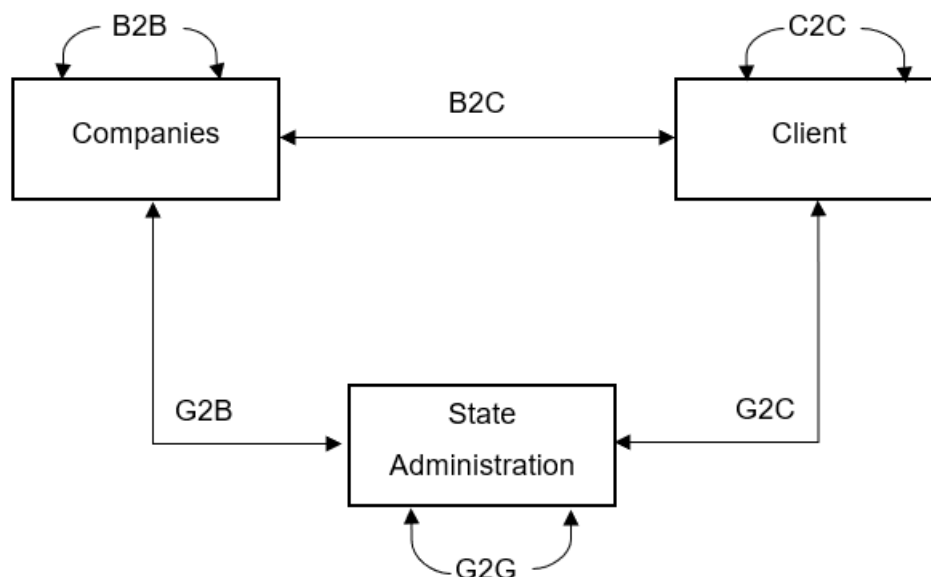 B2B
C2C
B2C
Companies
Client
G2B
G2C
State
Administration
G2G